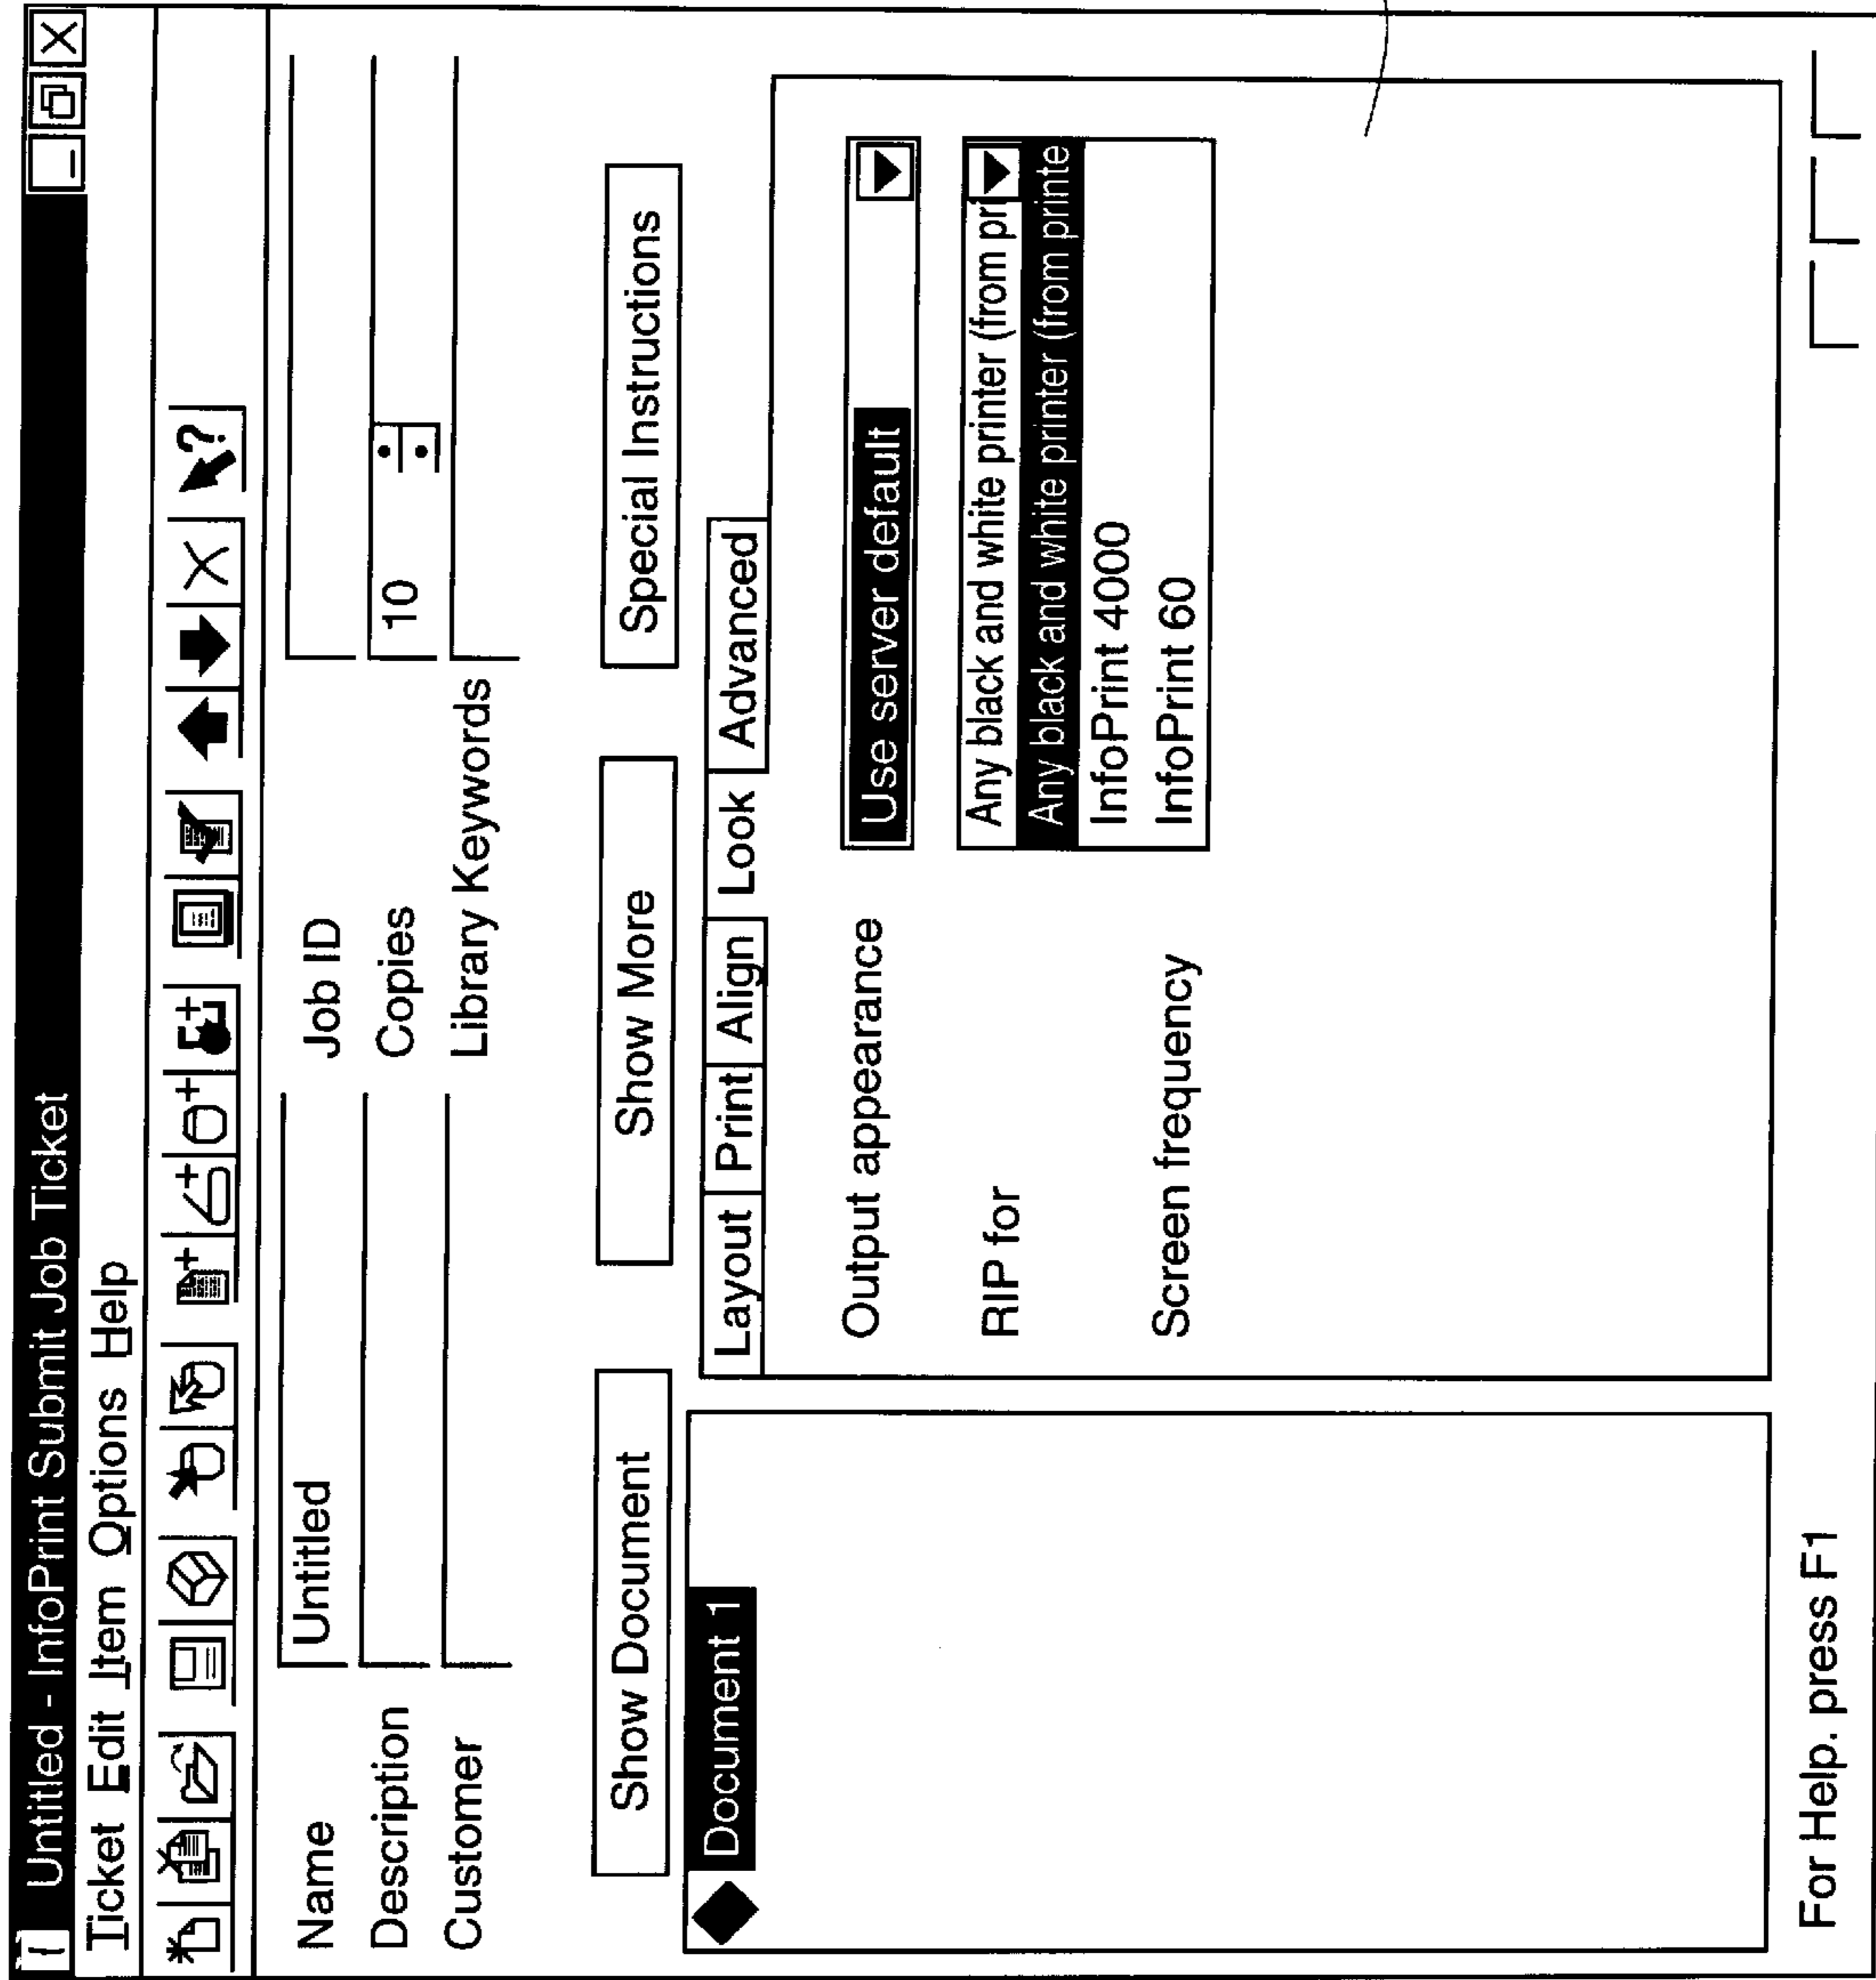 Untitled - InfoPrint Submit Job Ticket
Ticket Edit Item Options Help
Name Untitled Job ID
Description Copies 10
Customer Library Keywords
Show Document Show More Special Instructions
Document 1
Layout Print Align Look Advanced
Output appearance Use server default
RIP for Any black and white printer (from pri
Any black and white printer (from printe
InfoPrint 4000
Screen frequency InfoPrint 60
For Help. press F1